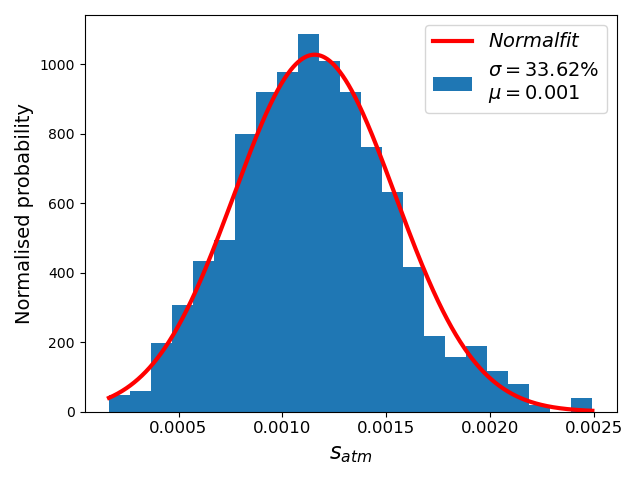 Normalfit
σ = 33.62%
μ = 0.001
Normalised probability
1000
800
600
400
200
0
0.0005 0.0010 0.0015 0.0020 0.0025
s_atm